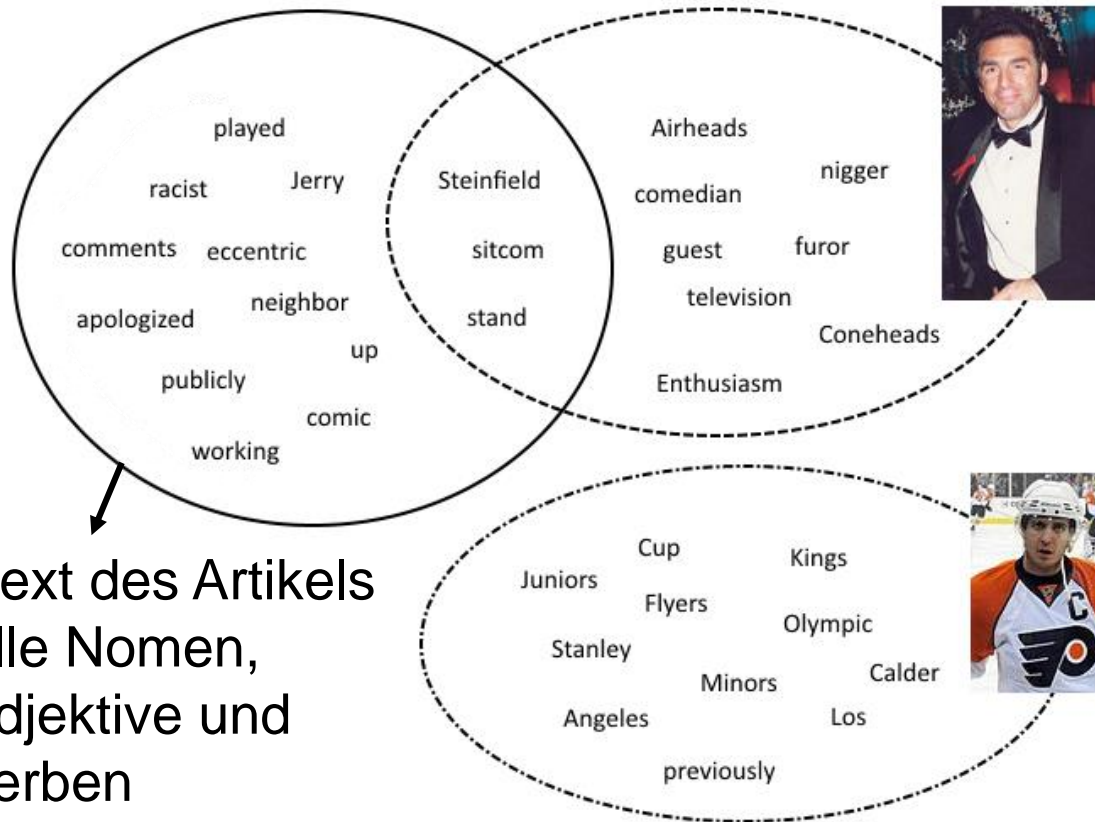 played
racist
Jerry
comments
eccentric
apologized
neighbor
up
publicly
comic
working
Steinfield
sitcom
stand
Airheads
nigger
comedian
guest
furor
television
Coneheads
Enthusiasm
ext des Artikels
lle Nomen,
djektive und
erben
Cup
Kings
Juniors
Flyers
Olympic
Stanley
Calder
Minors
Angeles
Los
previously
C